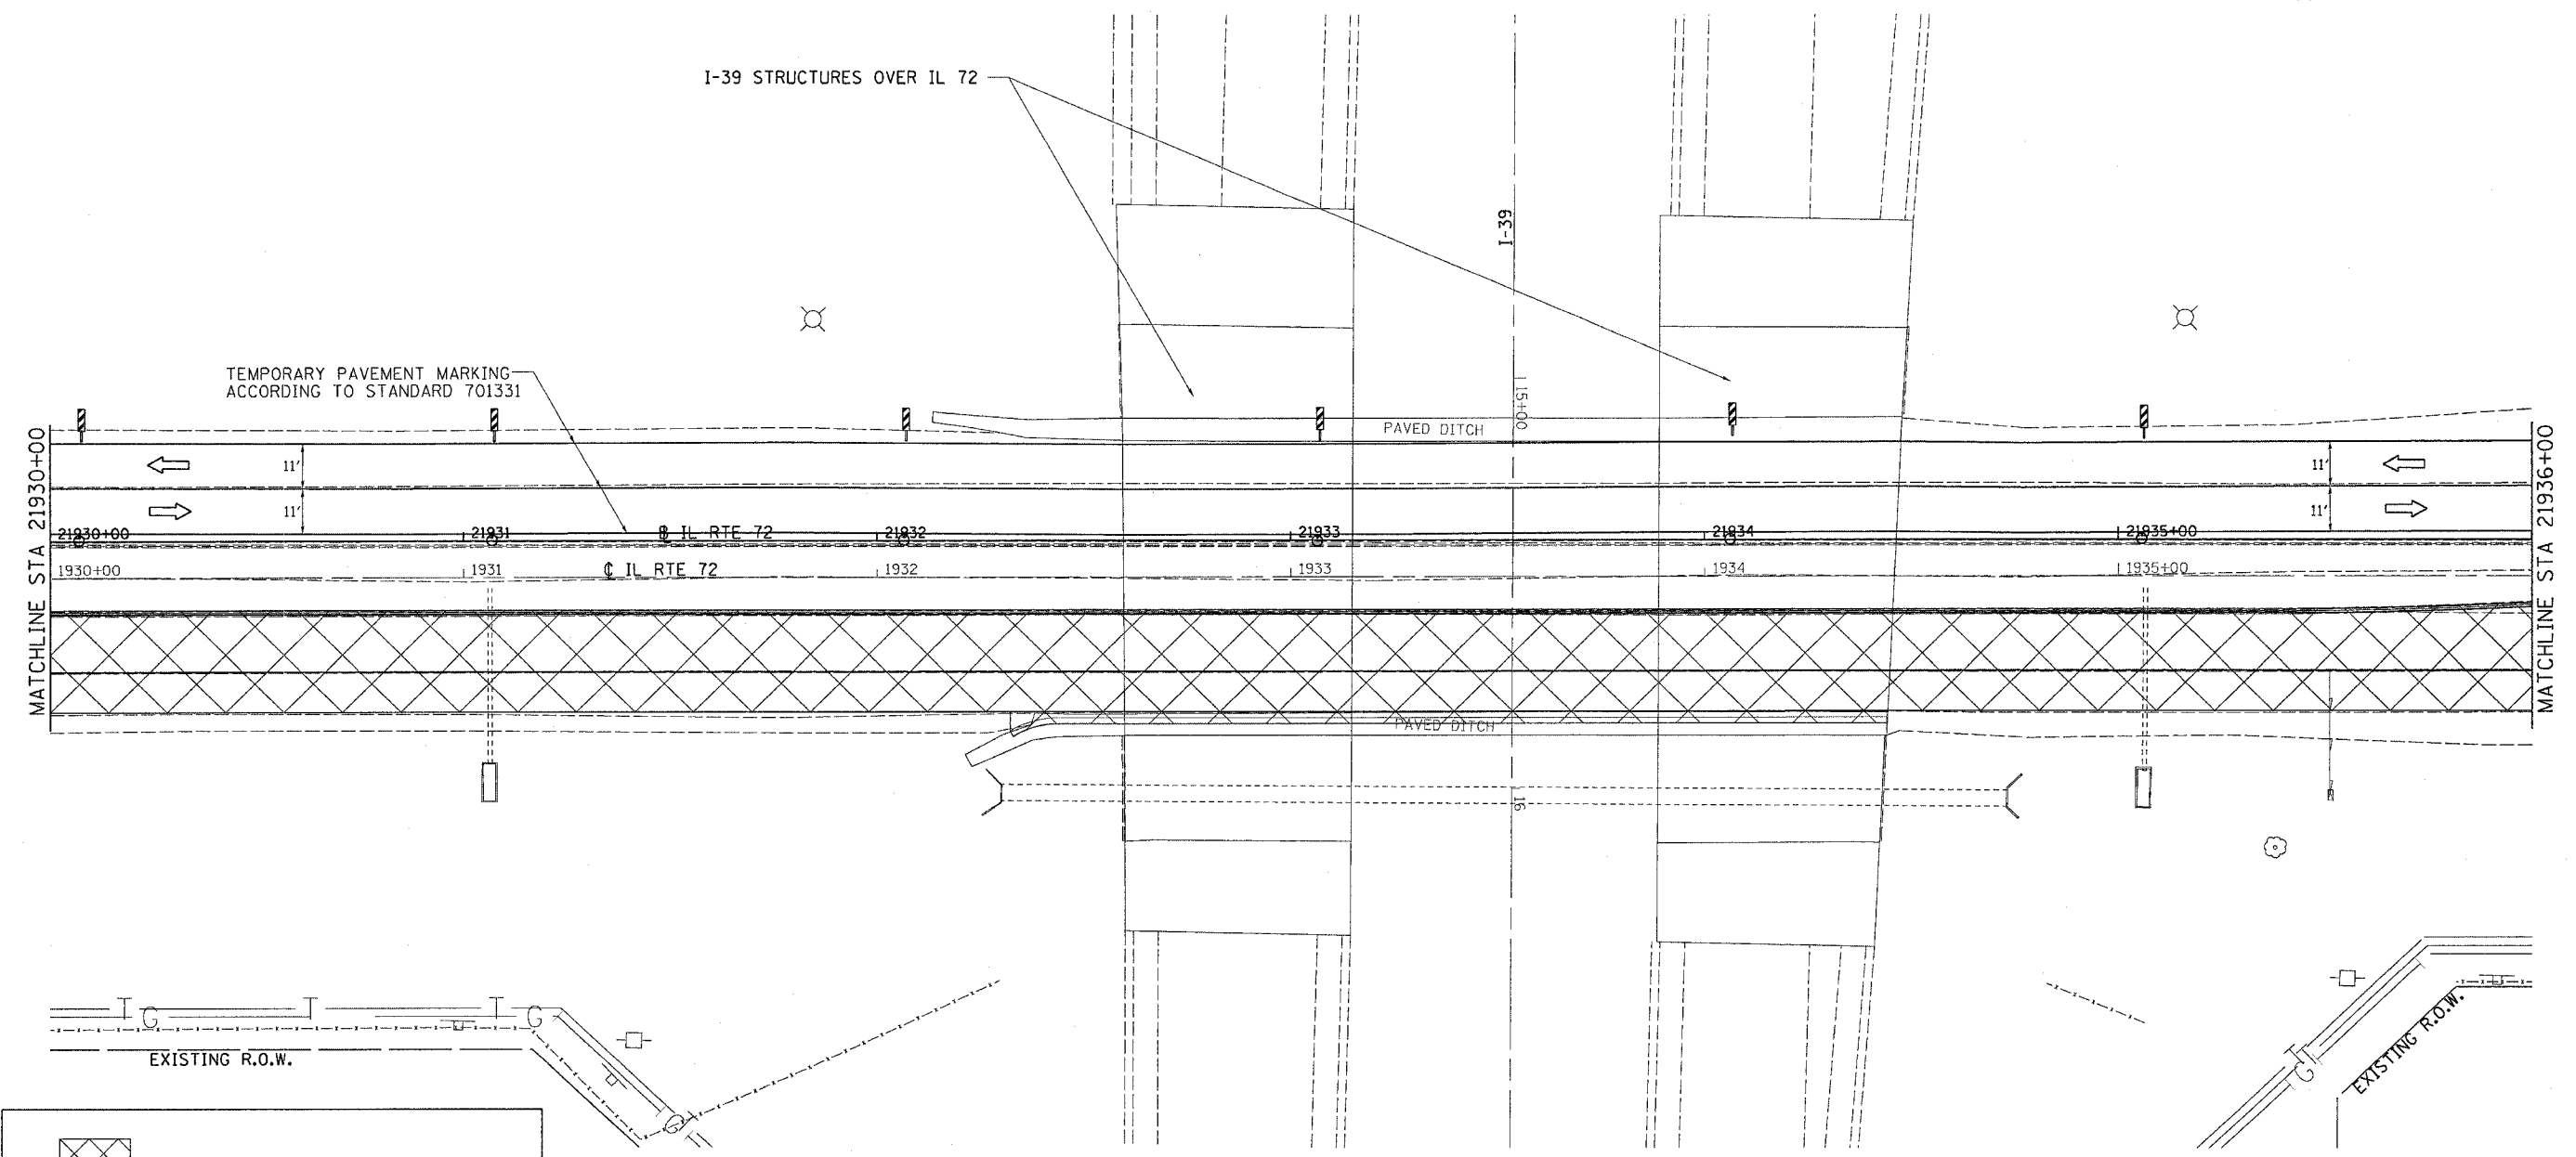 I-39 STRUCTURES OVER IL 72
I-39
TEMPORARY PAVEMENT MARKING
ACCORDING TO STANDARD 701331
115+00
PAVED DITCH
MATCHLINE STA 21930+00
MATCHLINE STA 21936+00
11' 11'
11' 11'
21930+00 21931 ℄ IL RTE 72 21932 21933 21934 21935+00
1930+00 1931 ℄ IL RTE 72 1932 1933 1934 1935+00
PAVED DITCH
16
T G T T G
EXISTING R.O.W.
G T
T G
EXISTING R.O.W.